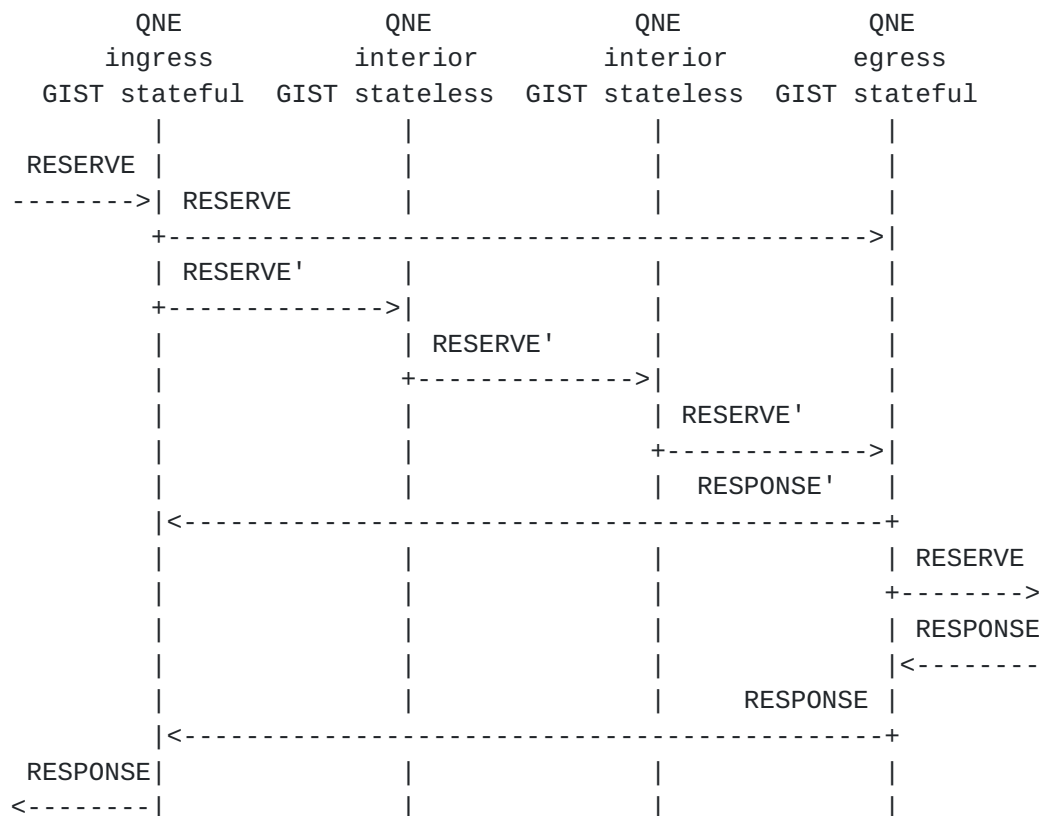 QNE QNE QNE QNE
ingress interior interior egress
GIST stateful GIST stateless GIST stateless GIST stateful
RESERVE
RESERVE
RESERVE'
RESERVE'
RESERVE'
RESPONSE'
RESERVE
RESPONSE
RESPONSE
RESPONSE